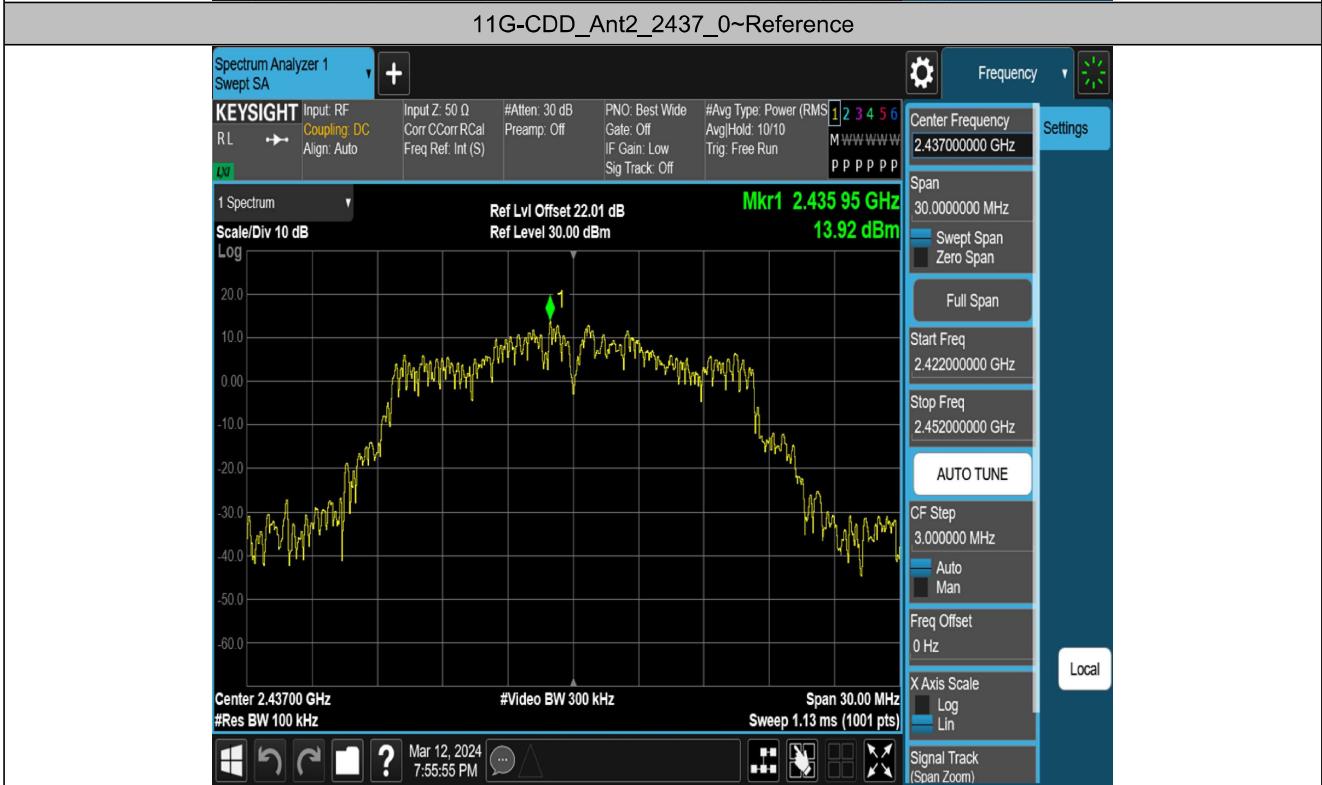 11G-CDD_Ant2_2437_0~Reference
Spectrum Analyzer 1
Swept SA
+
Frequency
KEYSIGHT
RL
LXI
Input: RF
Coupling: DC
Align: Auto
Input Z: 50 Ω
Corr CCorr RCal
Freq Ref: Int (S)
#Atten: 30 dB
Preamp: Off
PNO: Best Wide
Gate: Off
IF Gain: Low
Sig Track: Off
#Avg Type: Power (RMS
Avg|Hold: 10/10
Trig: Free Run
1 2 3 4 5 6
M W W W W W
P P P P P P
1 Spectrum
Scale/Div 10 dB
Log
Ref Lvl Offset 22.01 dB
Ref Level 30.00 dBm
Mkr1 2.435 95 GHz
13.92 dBm
1
20.0
10.0
0.00
-10.0
-20.0
-30.0
-40.0
-50.0
-60.0
Center 2.43700 GHz
#Res BW 100 kHz
#Video BW 300 kHz
Span 30.00 MHz
Sweep 1.13 ms (1001 pts)
Mar 12, 2024
7:55:55 PM
?
Center Frequency
2.437000000 GHz
Settings
Span
30.0000000 MHz
Swept Span
Zero Span
Full Span
Start Freq
2.422000000 GHz
Stop Freq
2.452000000 GHz
AUTO TUNE
CF Step
3.000000 MHz
Auto
Man
Freq Offset
0 Hz
X Axis Scale
Log
Lin
Local
Signal Track
(Span Zoom)